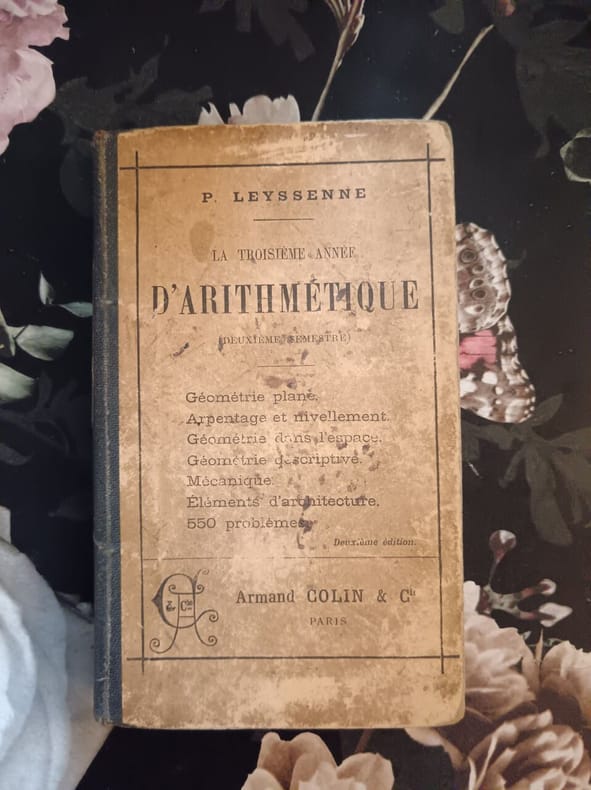 P. LEYSSENNE
LA TROISIÈME ANNÉE
D'ARITHMÉTIQUE
(DEUXIÈME SEMESTRE)
Géométrie plane.
Arpentage et nivellement.
Géométrie dans l'espace.
Géométrie descriptive.
Mécanique.
Éléments d'architecture.
550 problèmes.
Deuxième édition.
Armand COLIN & Cie
PARIS